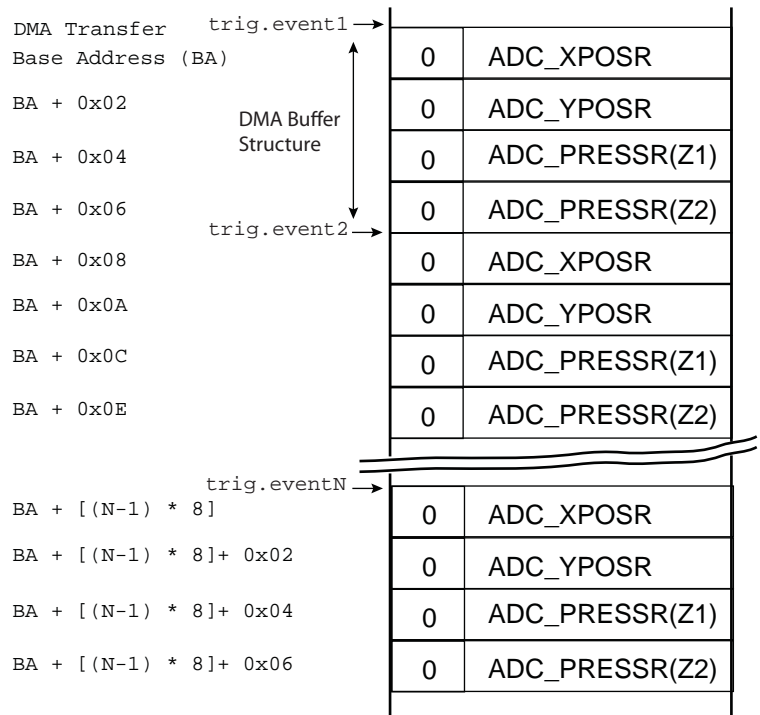 DMA Transfer trig.event1
Base Address (BA) 0 ADC_XPOSR
BA + 0x02 0 ADC_YPOSR
DMA Buffer
Structure
BA + 0x04 0 ADC_PRESSR(Z1)
BA + 0x06 0 ADC_PRESSR(Z2)
trig.event2
BA + 0x08 0 ADC_XPOSR
BA + 0x0A 0 ADC_YPOSR
BA + 0x0C 0 ADC_PRESSR(Z1)
BA + 0x0E 0 ADC_PRESSR(Z2)
trig.eventN
BA + [(N-1) * 8] 0 ADC_XPOSR
BA + [(N-1) * 8]+ 0x02 0 ADC_YPOSR
BA + [(N-1) * 8]+ 0x04 0 ADC_PRESSR(Z1)
BA + [(N-1) * 8]+ 0x06 0 ADC_PRESSR(Z2)